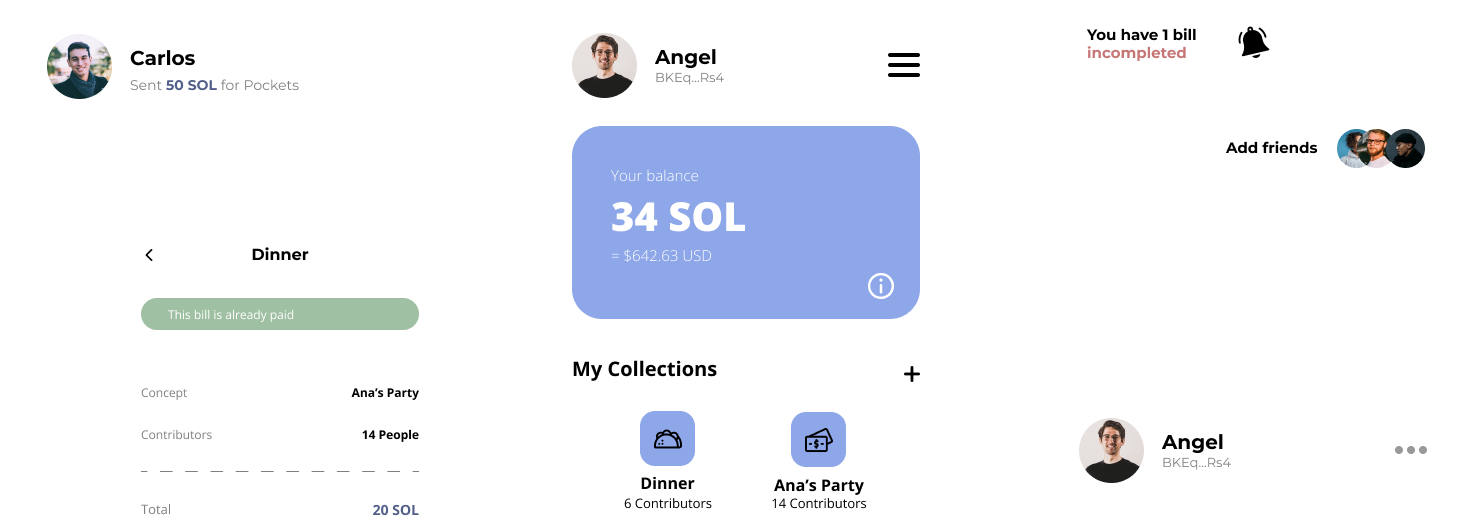 Carlos
Sent 50 SOL for Pockets
Dinner
This bill is already paid
Concept
Ana’s Party
Contributors
14 People
Total
20 SOL
Angel
BKEq...Rs4
Your balance
34 SOL
= $642.63 USD
My Collections
Dinner
6 Contributors
Ana’s Party
14 Contributors
You have 1 bill
incompleted
Add friends
Angel
BKEq...Rs4